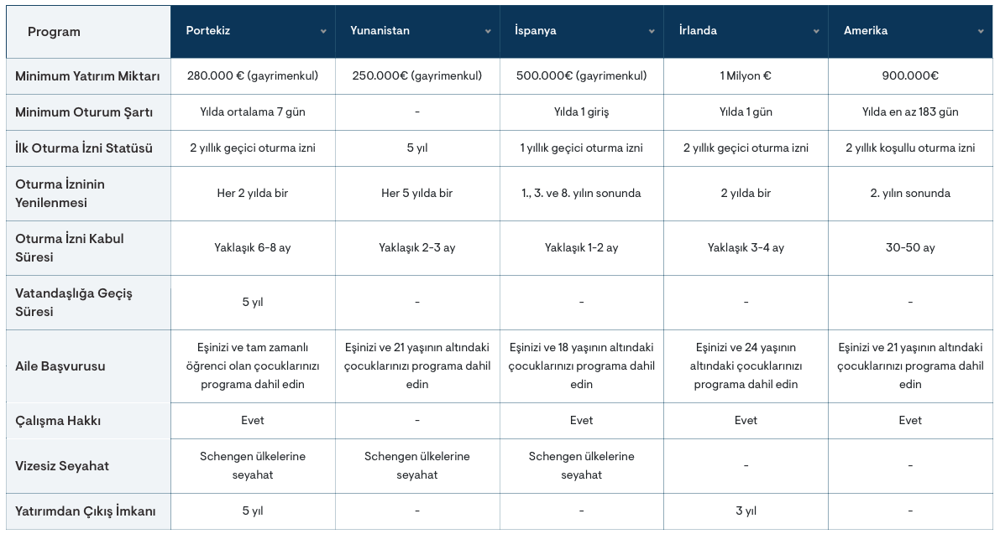 Program
Portekiz
Yunanistan
İspanya
İrlanda
Amerika
Minimum Yatırım Miktarı
280.000 € (gayrimenkul)
250.000€ (gayrimenkul)
500.000€ (gayrimenkul)
1 Milyon €
900.000€
Minimum Oturum Şartı
Yılda ortalama 7 gün
-
Yılda 1 giriş
Yılda 1 gün
Yılda en az 183 gün
İlk Oturma İzni Statüsü
2 yıllık geçici oturma izni
5 yıl
1 yıllık geçici oturma izni
2 yıllık geçici oturma izni
2 yıllık koşullu oturma izni
Oturma İzninin
Yenilenmesi
Her 2 yılda bir
Her 5 yılda bir
1., 3. ve 8. yılın sonunda
2 yılda bir
2. yılın sonunda
Oturma İzni Kabul
Süresi
Yaklaşık 6-8 ay
Yaklaşık 2-3 ay
Yaklaşık 1-2 ay
Yaklaşık 3-4 ay
30-50 ay
Vatandaşlığa Geçiş
Süresi
5 yıl
-
-
-
-
Aile Başvurusu
Eşinizi ve tam zamanlı
öğrenci olan çocuklarınızı
programa dahil edin
Eşinizi ve 21 yaşının altındaki
çocuklarınızı programa dahil
edin
Eşinizi ve 18 yaşının altındaki
çocuklarınızı programa dahil
edin
Eşinizi ve 24 yaşının
altındaki çocuklarınızı
programa dahil edin
Eşinizi ve 21 yaşının altındaki
çocuklarınızı programa dahil
edin
Çalışma Hakkı
Evet
-
Evet
Evet
Evet
Vizesiz Seyahat
Schengen ülkelerine
seyahat
Schengen ülkelerine
seyahat
Schengen ülkelerine
seyahat
-
-
Yatırımdan Çıkış İmkanı
5 yıl
-
-
3 yıl
-